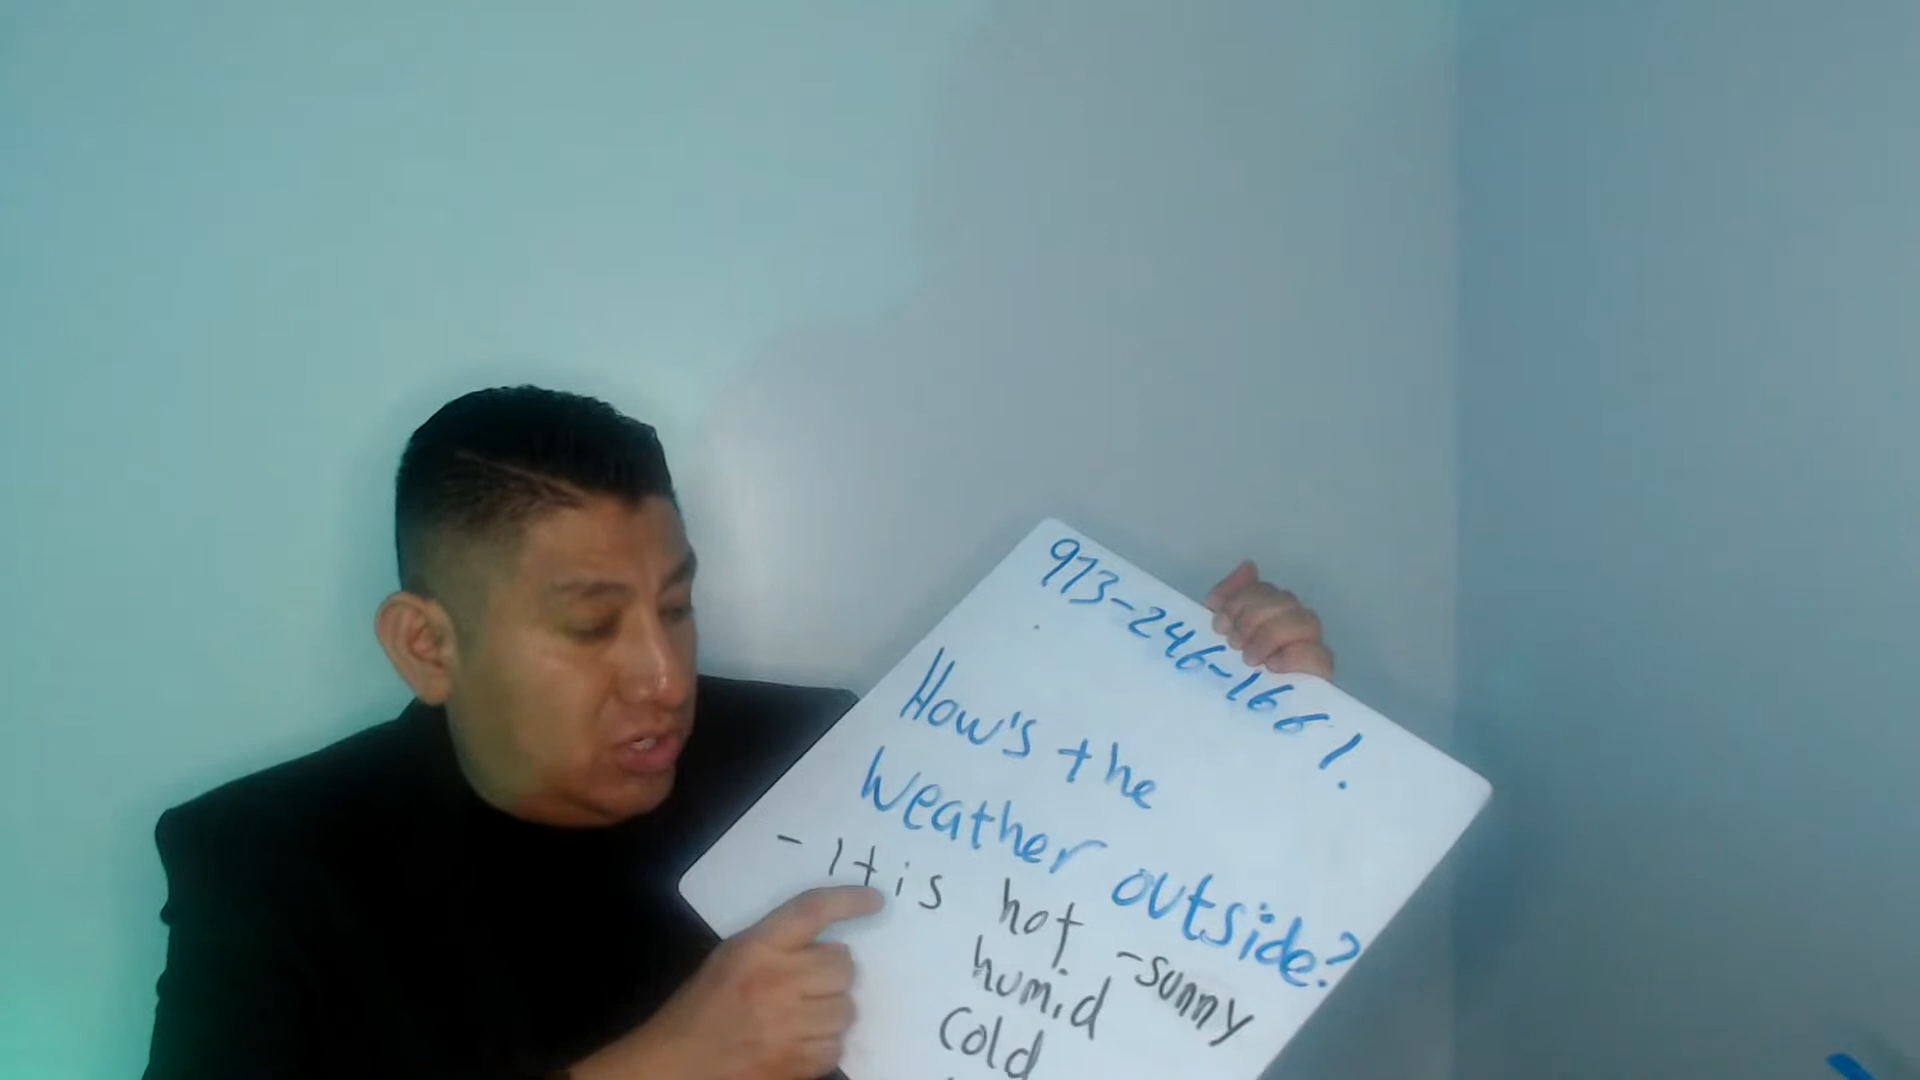 973-246-1661.
How's the
Weather outside?
- It is hot - sunny
humid
Cold